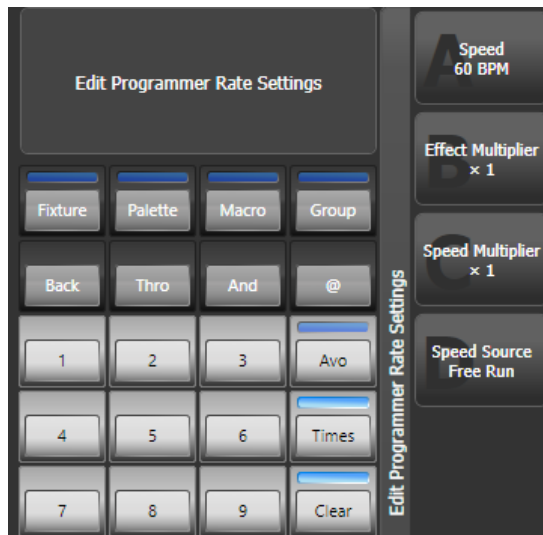 Edit Programmer Rate Settings
Fixture Palette Macro Group
Back Thro And @
1 2 3 Avo
4 5 6 Times
7 8 9 Clear
Edit Programmer Rate Settings
A
Speed
60 BPM
B
Effect Multiplier
× 1
C
Speed Multiplier
× 1
D
Speed Source
Free Run